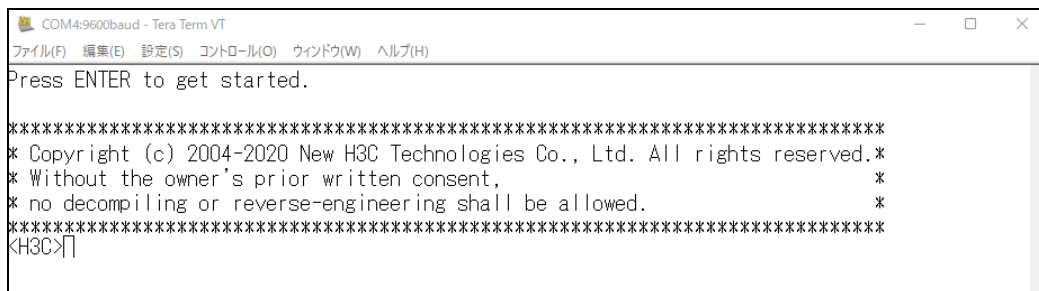 COM4:9600baud - Tera Term VT
ファイル(F) 編集(E) 設定(S) コントロール(O) ウィンドウ(W) ヘルプ(H)
Press ENTER to get started.
******************************************************************************
* Copyright (c) 2004-2020 New H3C Technologies Co., Ltd. All rights reserved.*
* Without the owner's prior written consent,                                 *
* no decompiling or reverse-engineering shall be allowed.                    *
******************************************************************************
<H3C>